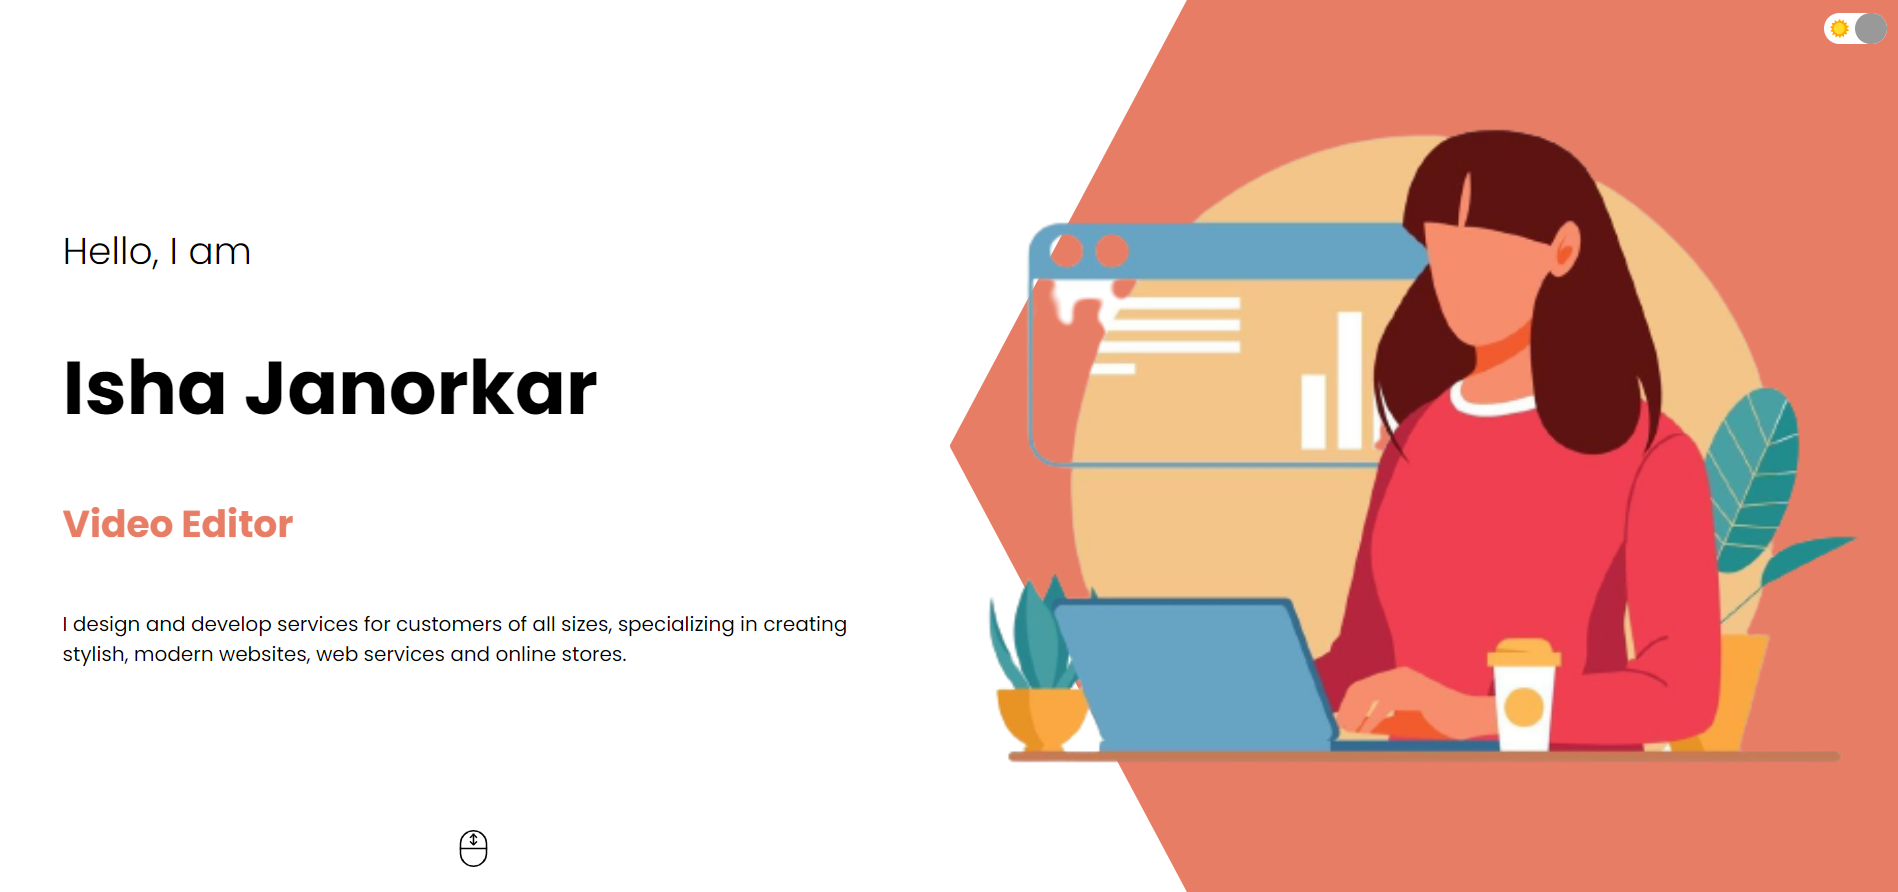 Hello, I am
Isha Janorkar
Video Editor
I design and develop services for customers of all sizes, specializing in creating
stylish, modern websites, web services and online stores.